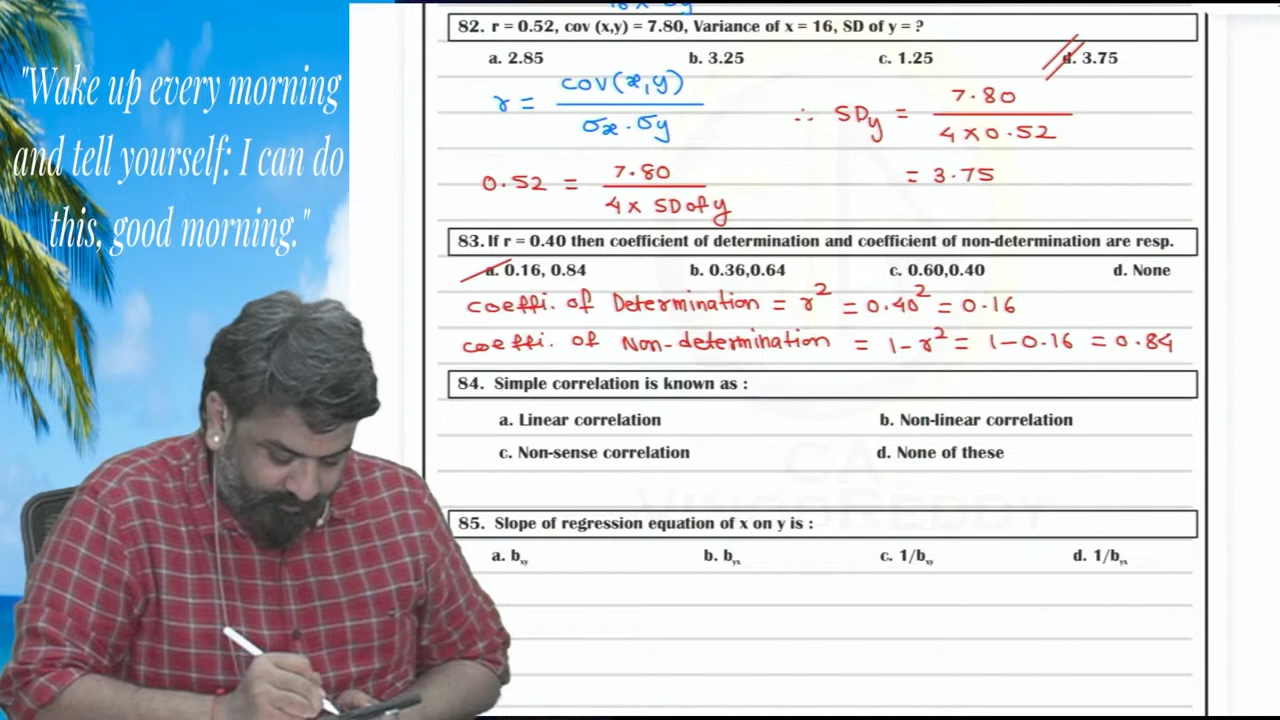 "Wake up every morning
and tell yourself: I can do
this, good morning."
82. r = 0.52, cov (x,y) = 7.80, Variance of x = 16, SD of y = ?
a. 2.85 b. 3.25 c. 1.25 d. 3.75
r = cov(x,y) / σx . σy
∴ SDy = 7.80 / 4 × 0.52
0.52 = 7.80 / 4 × SD of y
= 3.75
83. If r = 0.40 then coefficient of determination and coefficient of non-determination are resp.
a. 0.16, 0.84 b. 0.36,0.64 c. 0.60,0.40 d. None
coeffi. of Determination = r² = 0.40² = 0.16
coeffi. of Non-determination = 1-r² = 1-0.16 = 0.84
84. Simple correlation is known as :
a. Linear correlation b. Non-linear correlation
c. Non-sense correlation d. None of these
CA
VINODREDDY
85. Slope of regression equation of x on y is :
a. bxy b. byx c. 1/bxy d. 1/byx